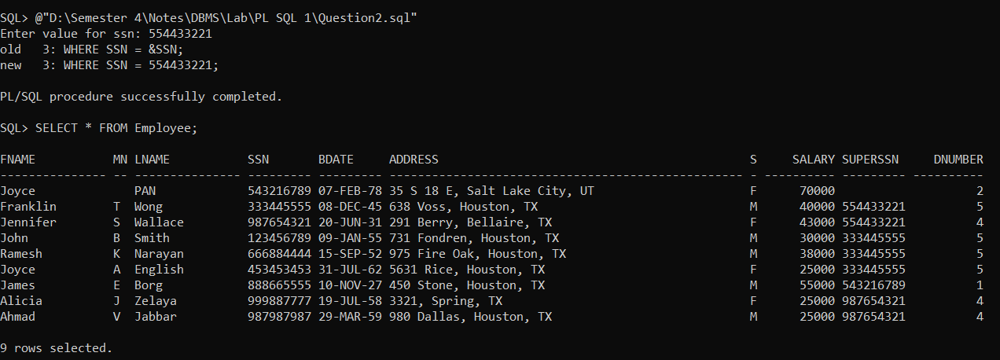 SQL> @"D:\Semester 4\Notes\DBMS\Lab\PL SQL 1\Question2.sql"
Enter value for ssn: 554433221
old   3: WHERE SSN = &SSN;
new   3: WHERE SSN = 554433221;

PL/SQL procedure successfully completed.

SQL> SELECT * FROM Employee;

FNAME           MN LNAME           SSN       BDATE     ADDRESS                                            S     SALARY SUPERSSN    DNUMBER
--------------- -- --------------- --------- --------- -------------------------------------------------- - ---------- --------- ----------
Joyce              PAN             543216789 07-FEB-78 35 S 18 E, Salt Lake City, UT                      F      70000                    2
Franklin        T  Wong            333445555 08-DEC-45 638 Voss, Houston, TX                              M      40000 554433221          5
Jennifer        S  Wallace         987654321 20-JUN-31 291 Berry, Bellaire, TX                            F      43000 554433221          4
John            B  Smith           123456789 09-JAN-55 731 Fondren, Houston, TX                           M      30000 333445555          5
Ramesh          K  Narayan         666884444 15-SEP-52 975 Fire Oak, Houston, TX                          M      38000 333445555          5
Joyce           A  English         453453453 31-JUL-62 5631 Rice, Houston, TX                             F      25000 333445555          5
James           E  Borg            888665555 10-NOV-27 450 Stone, Houston, TX                             M      55000 543216789          1
Alicia          J  Zelaya          999887777 19-JUL-58 3321, Spring, TX                                   F      25000 987654321          4
Ahmad           V  Jabbar          987987987 29-MAR-59 980 Dallas, Houston, TX                            M      25000 987654321          4

9 rows selected.